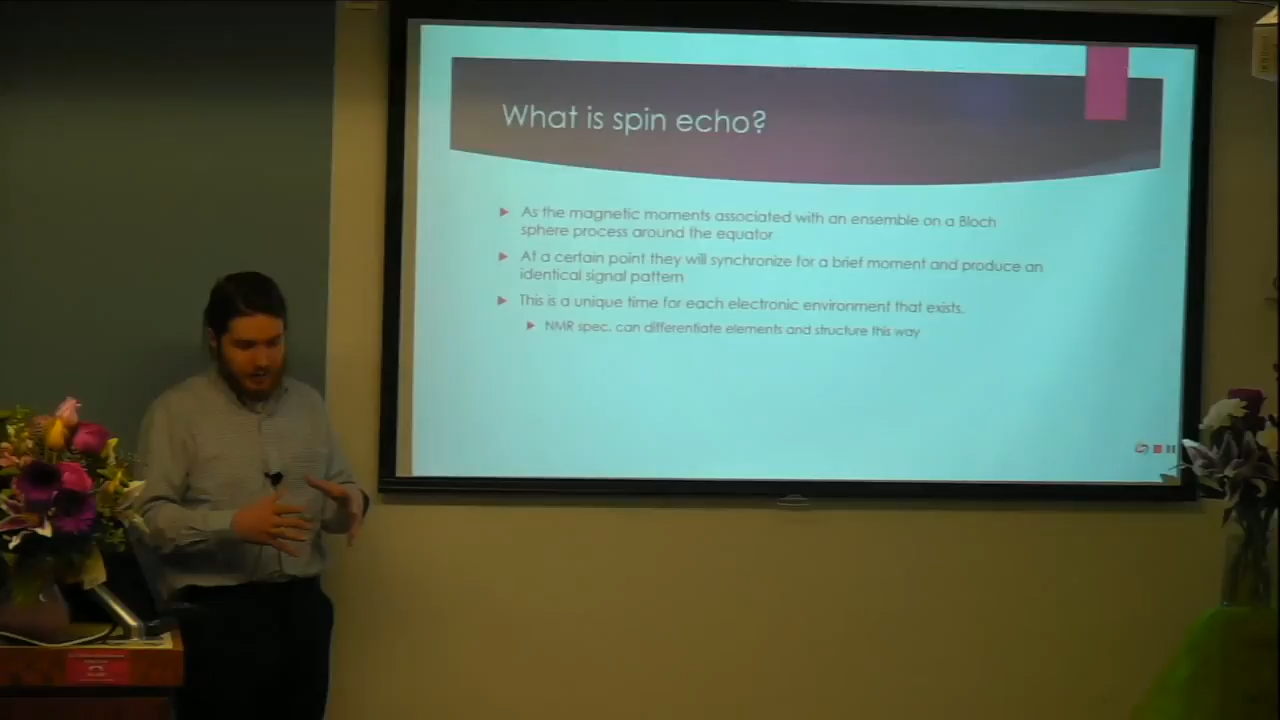 What is spin echo?
As the magnetic moments associated with an ensemble on a Bloch
sphere process around the equator
At a certain point they will synchronize for a brief moment and produce an
identical signal pattern
This is a unique time for each electronic environment that exists.
NMR spec. can differentiate elements and structure this way